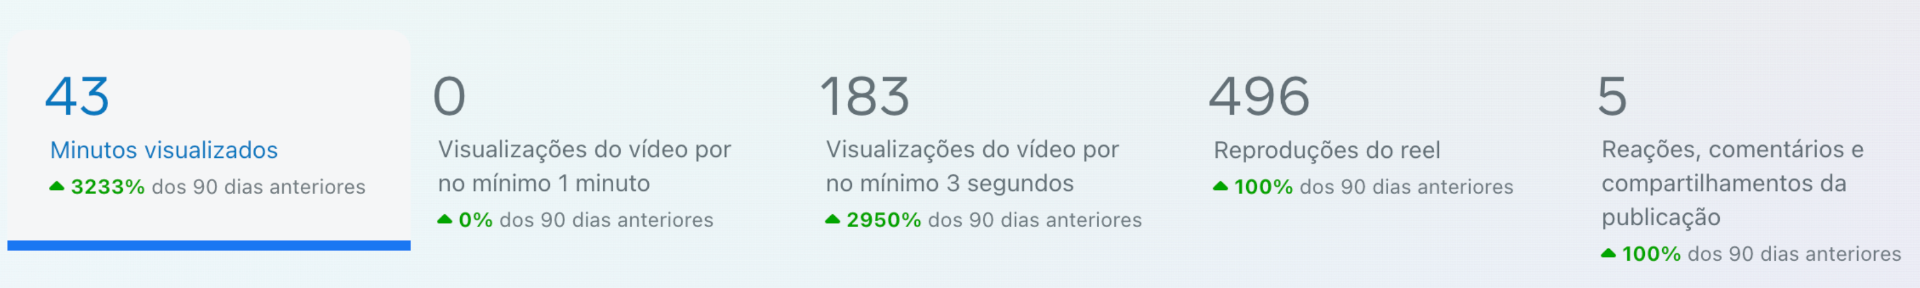 43
Minutos visualizados
3233% dos 90 dias anteriores
0
Visualizações do vídeo por
no mínimo 1 minuto
0% dos 90 dias anteriores
183
Visualizações do vídeo por
no mínimo 3 segundos
2950% dos 90 dias anteriores
496
Reproduções do reel
100% dos 90 dias anteriores
5
Reações, comentários e
compartilhamentos da
publicação
100% dos 90 dias anteriores